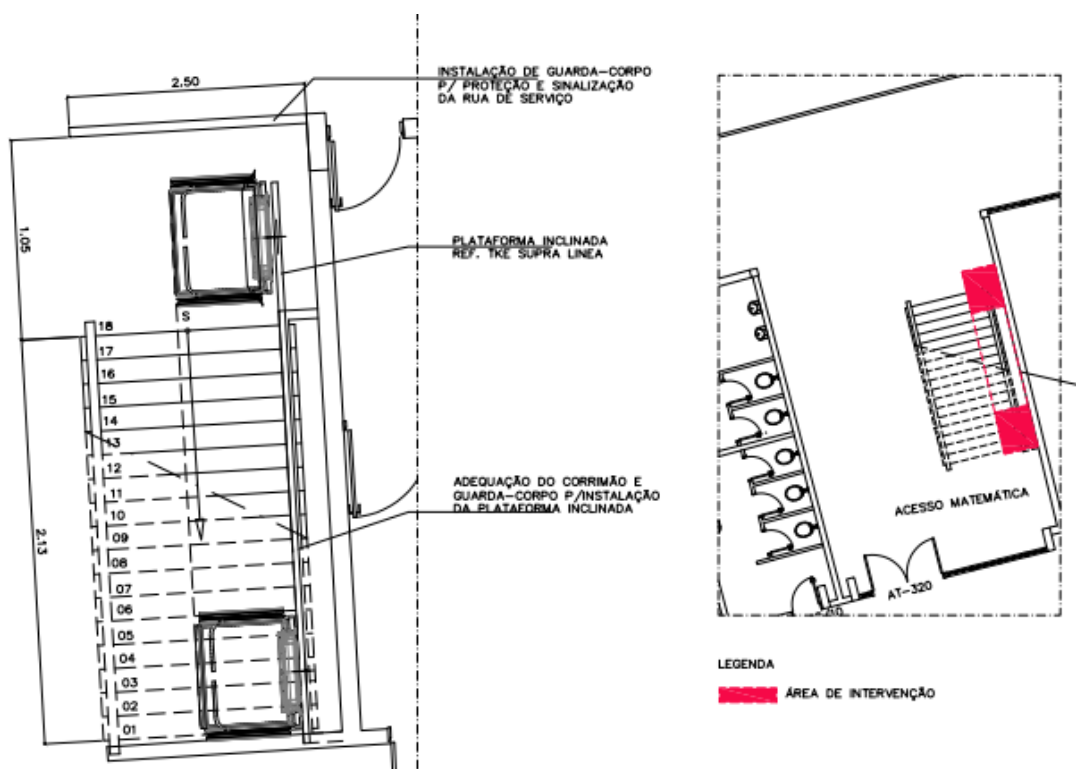 2.50
INSTALAÇÃO DE GUARDA-CORPO
P/ PROTEÇÃO E SINALIZAÇÃO
DA RUA DE SERVIÇO
1.05
PLATAFORMA INCLINADA
REF. TKE SUPRA LINEA
S
18
17
16
15
14
13
12
11
10
09
08
07
06
05
04
03
02
01
2.13
ADEQUAÇÃO DO CORRIMÃO E
GUARDA-CORPO P/INSTALAÇÃO
DA PLATAFORMA INCLINADA
ACESSO MATEMÁTICA
AT-320
LEGENDA
ÁREA DE INTERVENÇÃO